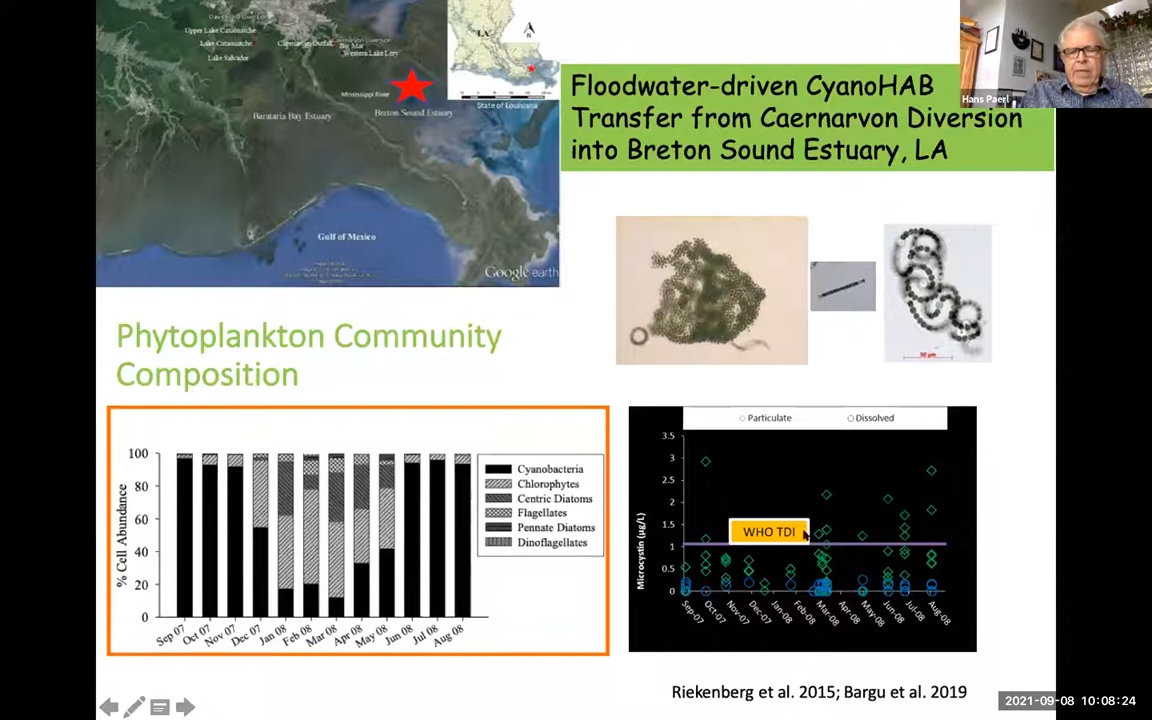 Upper Lake Cataouatche
Lake Cataouatche
Lake Salvador
Caernarvon Outfall
Big Mar
Western Lake Lery
Mississippi River
Barataria Bay Estuary
Breton Sound Estuary
Gulf of Mexico
Google earth
LA
N
State of Louisiana
Floodwater-driven CyanoHAB
Transfer from Caernarvon Diversion
into Breton Sound Estuary, LA
Hans Paerl
50 µm
Phytoplankton Community
Composition
% Cell Abundance
100
80
60
40
20
0
Sep 07
Oct 07
Nov 07
Dec 07
Jan 08
Feb 08
Mar 08
Apr 08
May 08
Jun 08
Jul 08
Aug 08
Cyanobacteria
Chlorophytes
Centric Diatoms
Flagellates
Pennate Diatoms
Dinoflagellates
Particulate
Dissolved
Microcystin (µg/L)
3.5
3
2.5
2
1.5
1
0.5
0
WHO TDI
Sep-07
Oct-07
Nov-07
Dec-07
Jan-08
Feb-08
Mar-08
Apr-08
May-08
Jun-08
Jul-08
Aug-08
Riekenberg et al. 2015; Bargu et al. 2019
2021-09-08 10:08:24